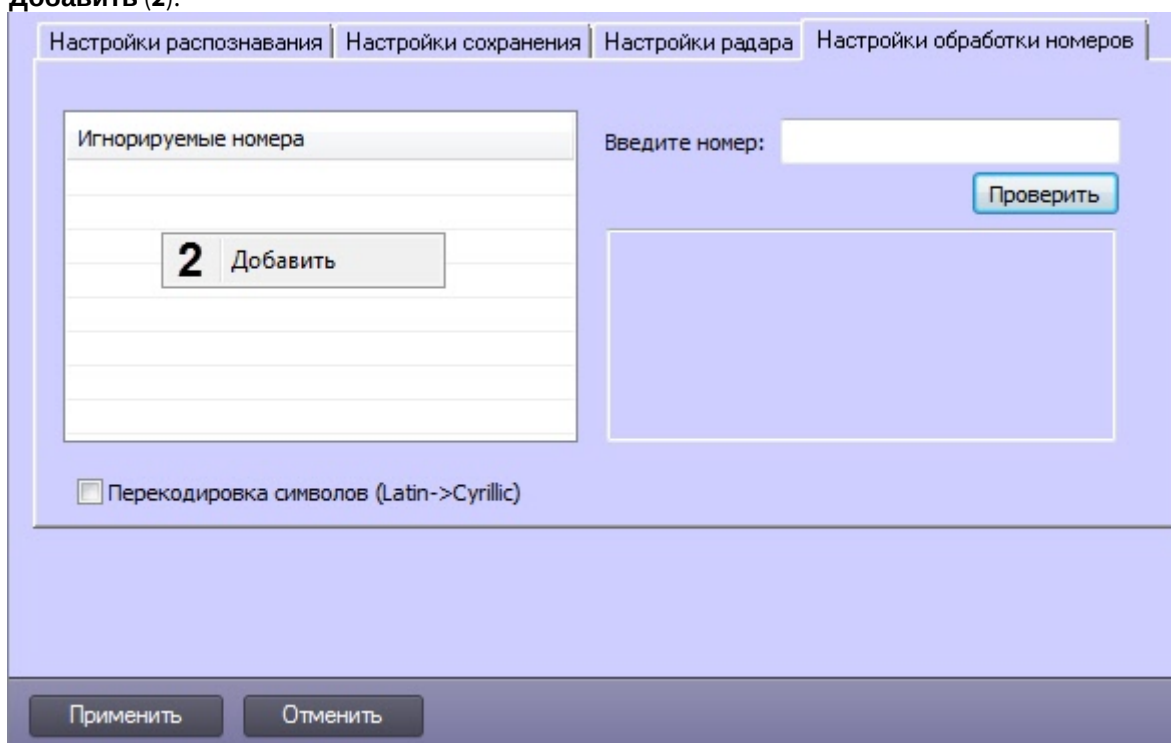 Добавить (2).
Настройки распознавания Настройки сохранения Настройки радара Настройки обработки номеров
Игнорируемые номера
Введите номер:
Проверить
2 Добавить
Перекодировка символов (Latin->Cyrillic)
Применить Отменить